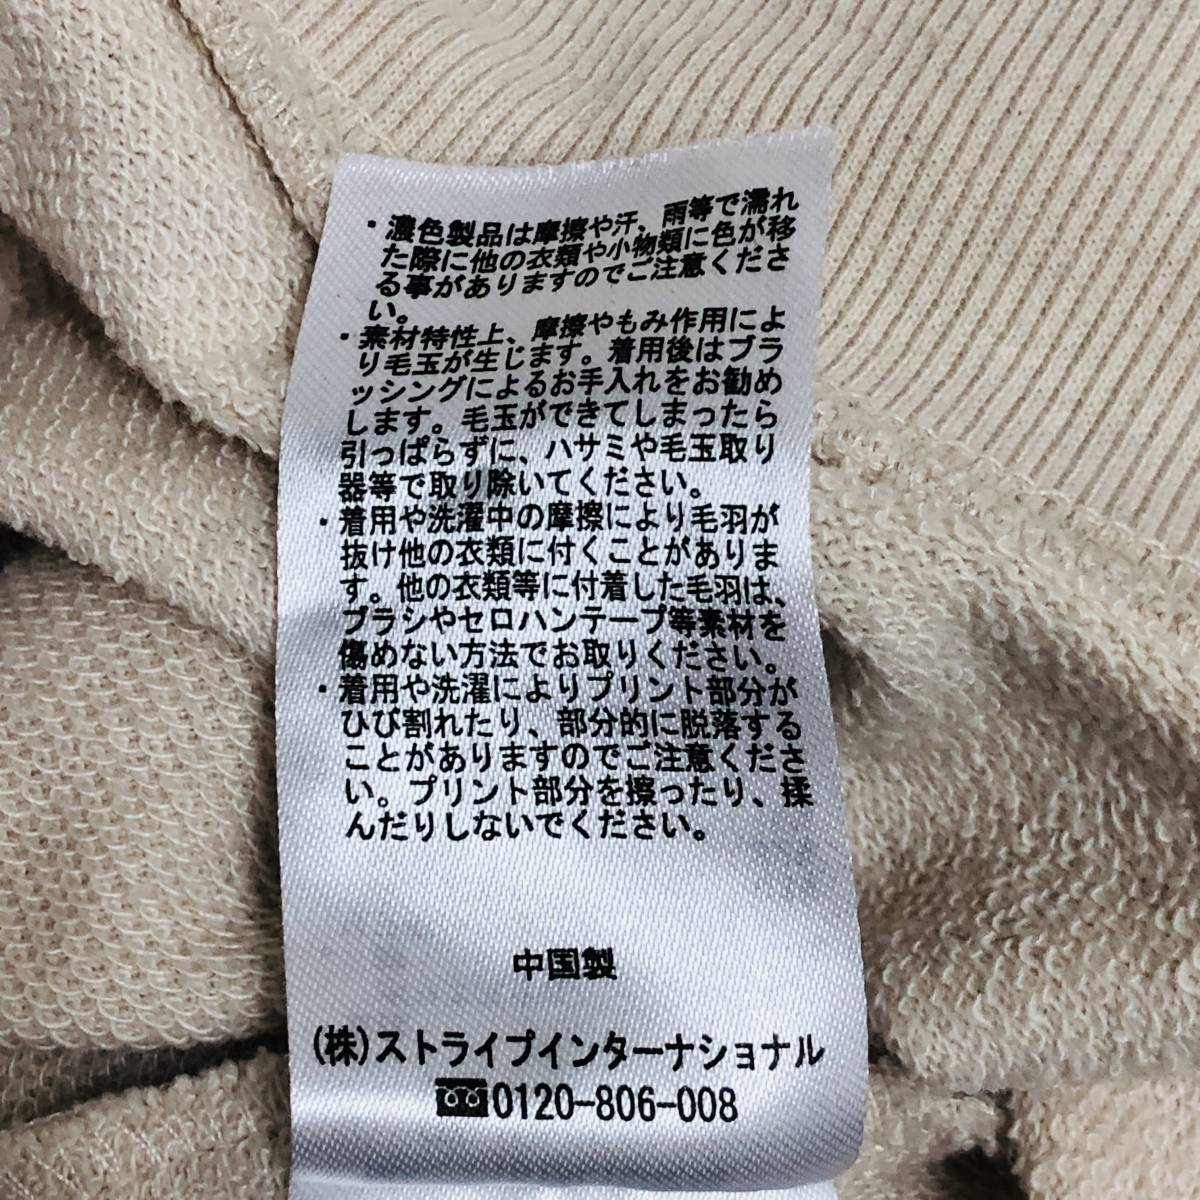 ・濃色製品は摩擦や汗、雨等で濡れ
た際に他の衣類や小物類に色が移
る事がありますのでご注意くださ
い。
・素材特性上、摩擦やもみ作用によ
り毛玉が生じます。着用後はブラ
ッシングによるお手入れをお勧め
します。毛玉ができてしまったら
引っぱらずに、ハサミや毛玉取り
器等で取り除いてください。
・着用や洗濯中の摩擦により毛羽が
抜け他の衣類に付くことがありま
す。他の衣類等に付着した毛羽は、
ブラシやセロハンテープ等素材を
傷めない方法でお取りください。
・着用や洗濯によりプリント部分が
ひび割れたり、部分的に脱落する
ことがありますのでご注意くださ
い。プリント部分を擦ったり、揉
んだりしないでください。
中国製
(株)ストライプインターナショナル
0120-806-008